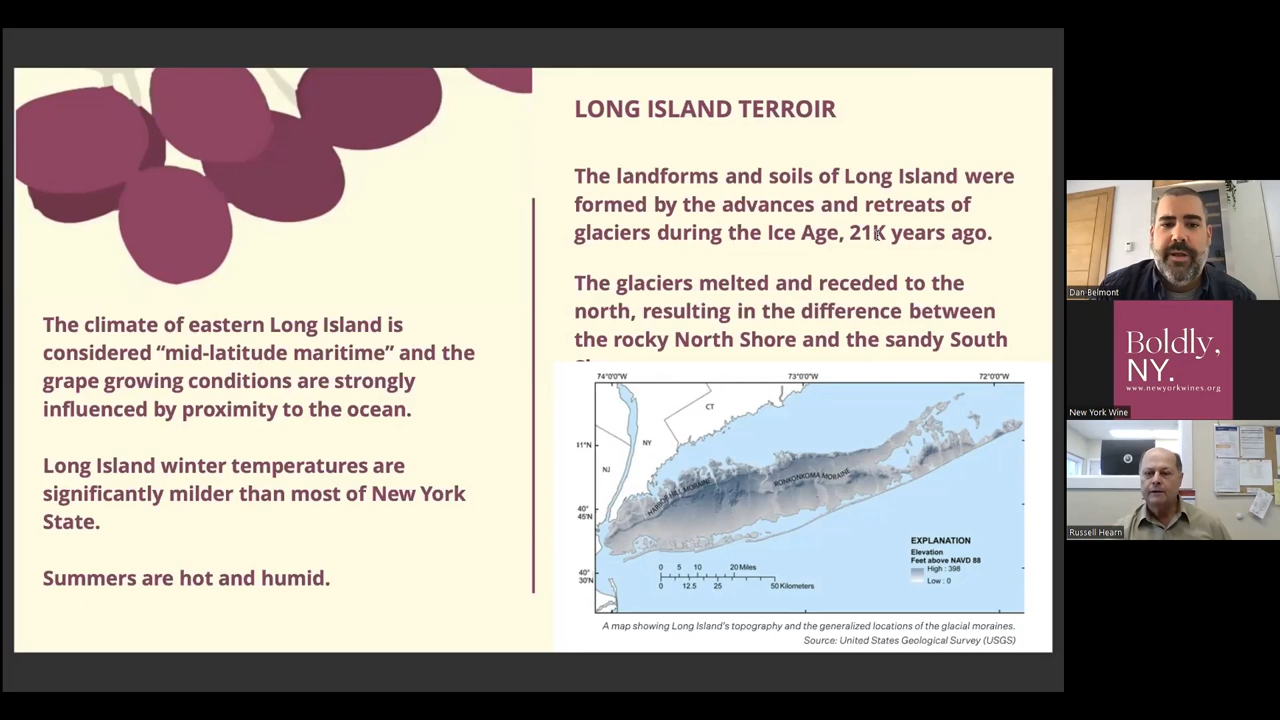 The climate of eastern Long Island is
considered “mid-latitude maritime” and the
grape growing conditions are strongly
influenced by proximity to the ocean.
Long Island winter temperatures are
significantly milder than most of New York
State.
Summers are hot and humid.
LONG ISLAND TERROIR
The landforms and soils of Long Island were
formed by the advances and retreats of
glaciers during the Ice Age, 21K years ago.
The glaciers melted and receded to the
north, resulting in the difference between
the rocky North Shore and the sandy South
74°0'0"W 73°0'0"W 72°0'0"W
CT
NY
NJ
11°N
40°
45'N
40°
30'N
HARBOR HILL MORAINE
RONKONKOMA MORAINE
EXPLANATION
Elevation
Feet above NAVD 88
High : 398
Low : 0
0 5 10 20 Miles
0 12.5 25 50 Kilometers
A map showing Long Island's topography and the generalized locations of the glacial moraines.
Source: United States Geological Survey (USGS)
Dan Belmont
Boldly,
NY.
www.newyorkwines.org
New York Wine
Russell Hearn